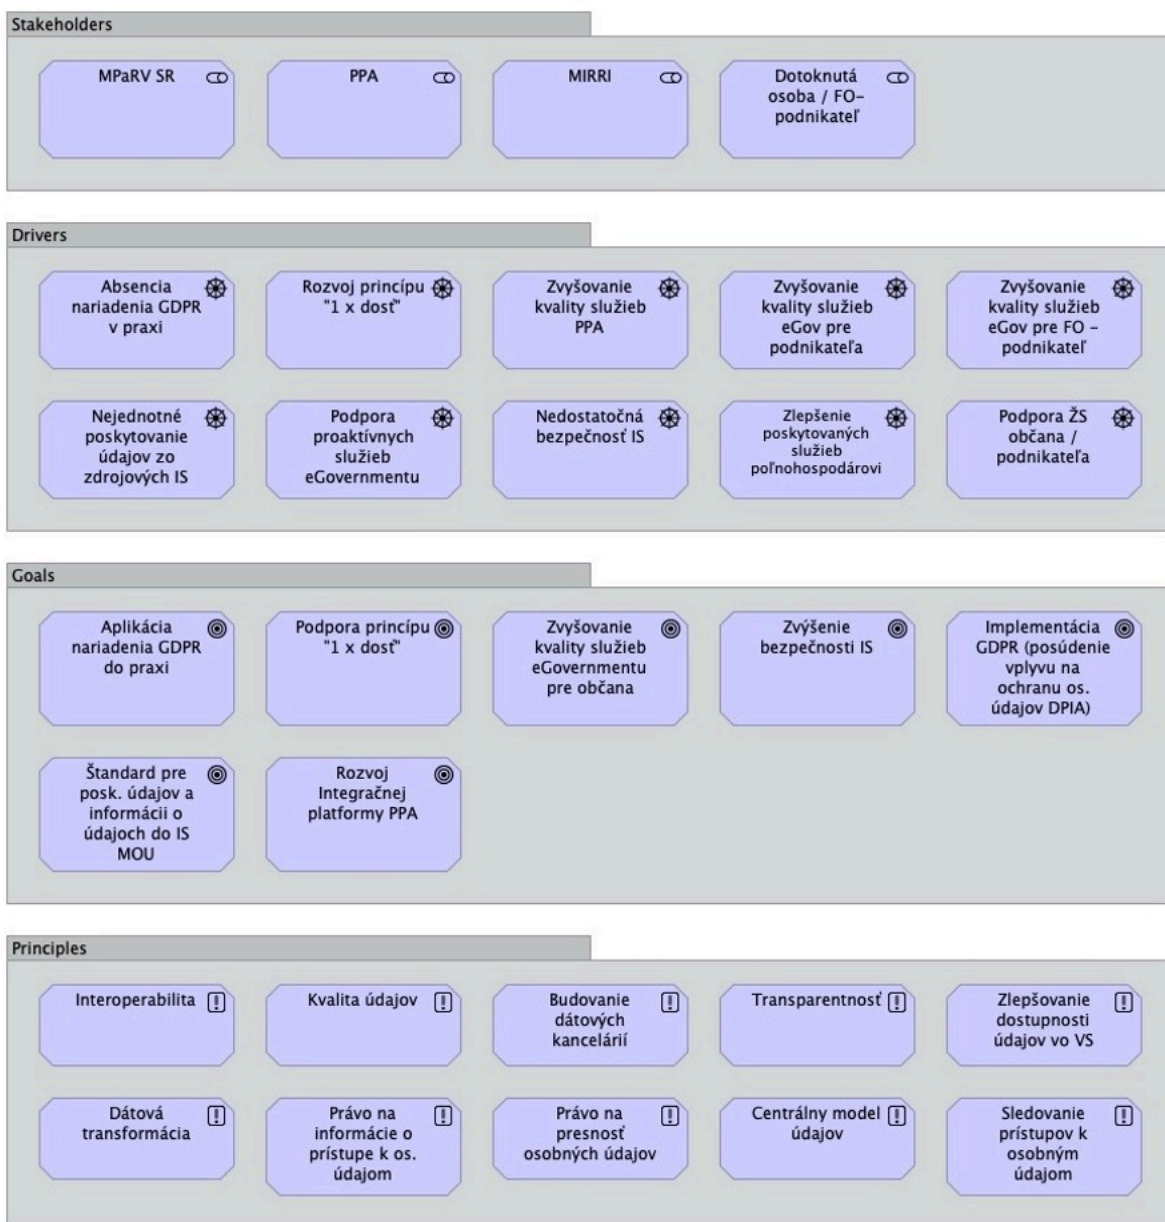 Stakeholders
MPaRV SR
PPA
MIRRI
Dotoknutá
osoba / FO-
podnikateľ
Drivers
Absencia
nariadenia GDPR
v praxi
Rozvoj princípu
"1 x dosť"
Zvyšovanie
kvality služieb
PPA
Zvyšovanie
kvality služieb
eGov pre
podnikateľa
Zvyšovanie
kvality služieb
eGov pre FO -
podnikateľ
Nejednotné
poskytovanie
údajov zo
zdrojových IS
Podpora
proaktívnych
služieb
eGovernmentu
Nedostatočná
bezpečnosť IS
Zlepšenie
poskytovaných
služieb
poľnohospodárovi
Podpora ŽS
občana /
podnikateľa
Goals
Aplikácia
nariadenia GDPR
do praxi
Podpora princípu
"1 x dosť"
Zvyšovanie
kvality služieb
eGovernmentu
pre občana
Zvýšenie
bezpečnosti IS
Implementácia
GDPR (posúdenie
vplyvu na
ochranu os.
údajov DPIA)
Štandard pre
posk. údajov a
informácii o
údajoch do IS
MOU
Rozvoj
Integračnej
platformy PPA
Principles
Interoperabilita
Kvalita údajov
Budovanie
dátových
kancelárií
Transparentnosť
Zlepšovanie
dostupnosti
údajov vo VS
Dátová
transformácia
Právo na
informácie o
prístupe k os.
údajom
Právo na
presnosť
osobných údajov
Centrálny model
údajov
Sledovanie
prístupov k
osobným
údajom